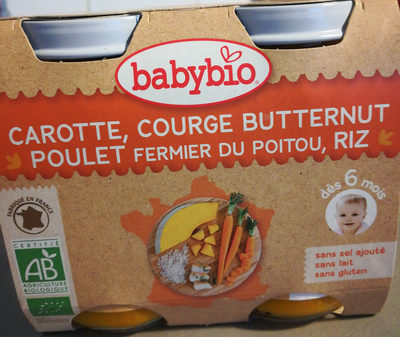 babybio
CAROTTE, COURGE BUTTERNUT
POULET FERMIER DU POITOU, RIZ
dès 6 mois
FABRIQUÉ EN FRANCE
sans sel ajouté
sans lait
sans gluten
CERTIFIÉ
AB
AGRICULTURE
BIOLOGIQUE